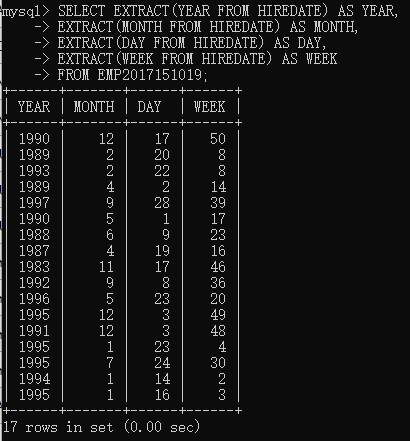 mysql> SELECT EXTRACT(YEAR FROM HIREDATE) AS YEAR,
    -> EXTRACT(MONTH FROM HIREDATE) AS MONTH,
    -> EXTRACT(DAY FROM HIREDATE) AS DAY,
    -> EXTRACT(WEEK FROM HIREDATE) AS WEEK
    -> FROM EMP2017151019;
+------+-------+------+------+
| YEAR | MONTH | DAY  | WEEK |
+------+-------+------+------+
| 1990 |    12 |   17 |   50 |
| 1989 |     2 |   20 |    8 |
| 1993 |     2 |   22 |    8 |
| 1989 |     4 |    2 |   14 |
| 1997 |     9 |   28 |   39 |
| 1990 |     5 |    1 |   17 |
| 1988 |     6 |    9 |   23 |
| 1987 |     4 |   19 |   16 |
| 1983 |    11 |   17 |   46 |
| 1992 |     9 |    8 |   36 |
| 1996 |     5 |   23 |   20 |
| 1995 |    12 |    3 |   49 |
| 1991 |    12 |    3 |   48 |
| 1995 |     1 |   23 |    4 |
| 1995 |     7 |   24 |   30 |
| 1994 |     1 |   14 |    2 |
| 1995 |     1 |   16 |    3 |
+------+-------+------+------+
17 rows in set (0.00 sec)